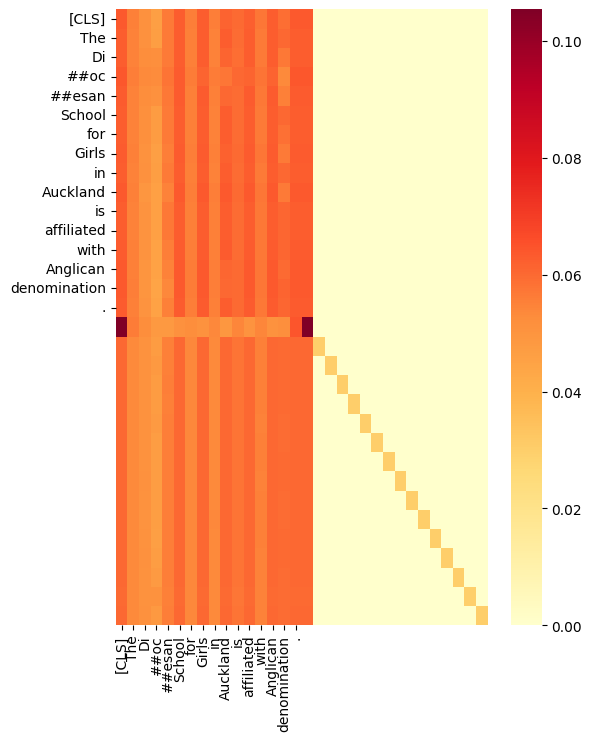 [CLS]
The
Di
##oc
##esan
School
for
Girls
in
Auckland
is
affiliated
with
Anglican
denomination
.
0.10
0.08
0.06
0.04
0.02
0.00
[CLS]
The
Di
##oc
##esan
School
for
Girls
in
Auckland
is
affiliated
with
Anglican
denomination
.